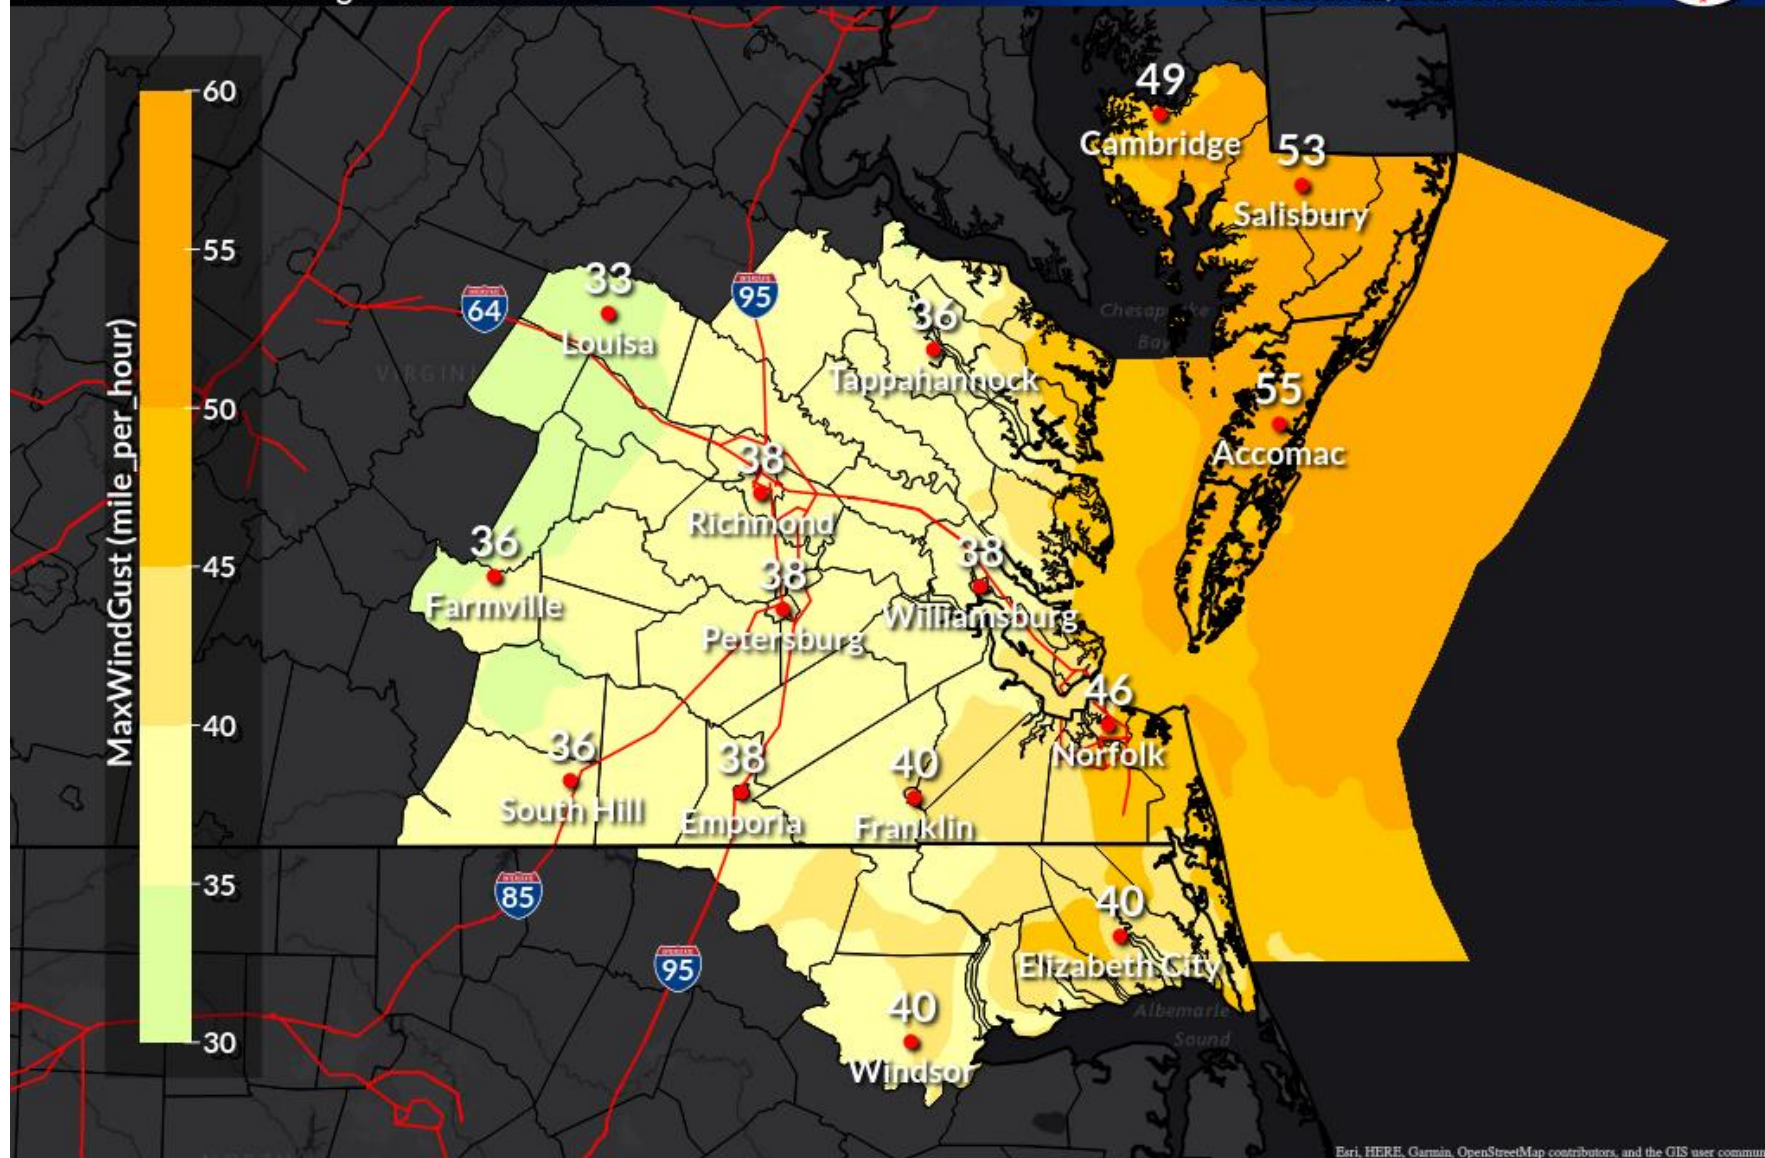 60
49
Cambridge
53
Salisbury
55
33
64
95
Louisa
36
Tappahannock
Chesapeake
Bay
VIRGINI
50
55
Accomac
38
Richmond
MaxWindGust (mile_per_hour)
45
36
Farmville
38
Petersburg
38
Williamsburg
40
46
Norfolk
36
South Hill
38
Emporia
40
Franklin
35
85
40
Elizabeth City
95
40
Windsor
Albemarle
Sound
30
Esri, HERE, Garmin, OpenStreetMap contributors, and the GIS user commun